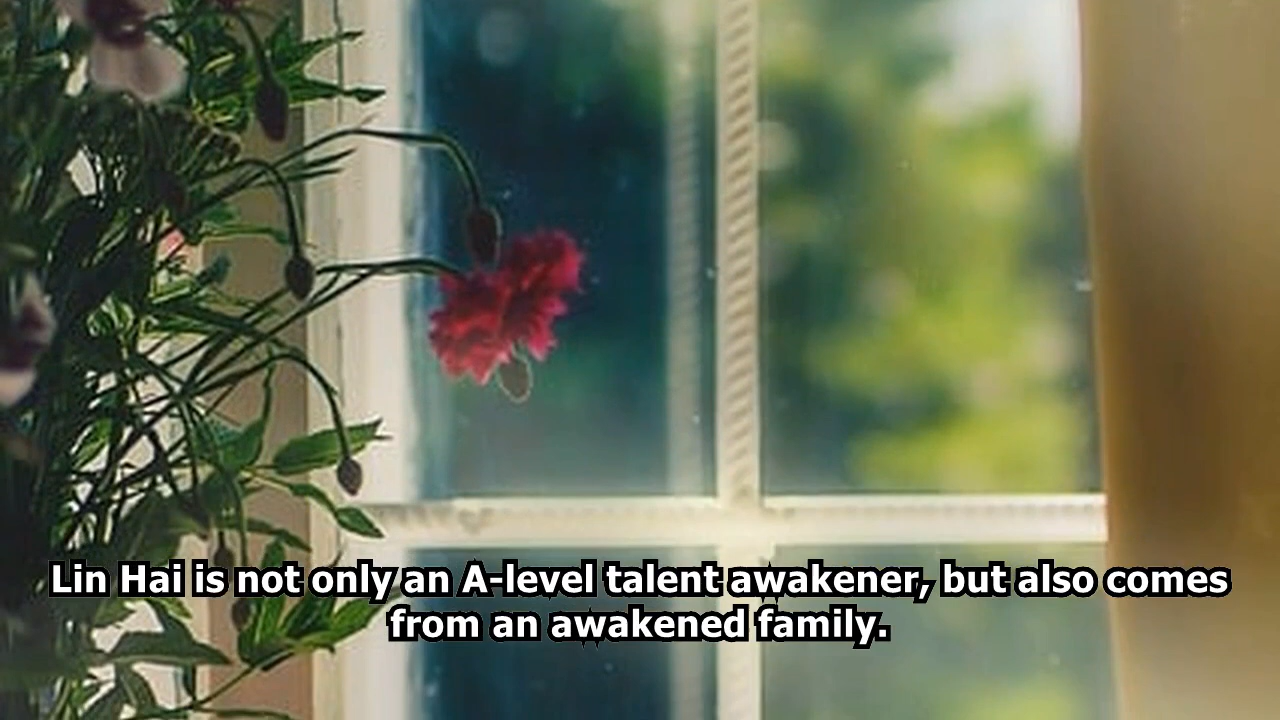 Lin Hai is not only an A-level talent awakener, but also comes
from an awakened family.